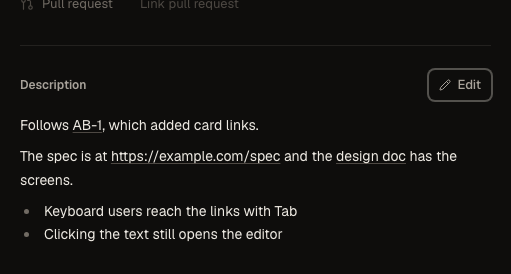 Pull request Link pull request
Description Edit
Follows AB-1, which added card links.
The spec is at https://example.com/spec and the design doc has the
screens.
Keyboard users reach the links with Tab
Clicking the text still opens the editor